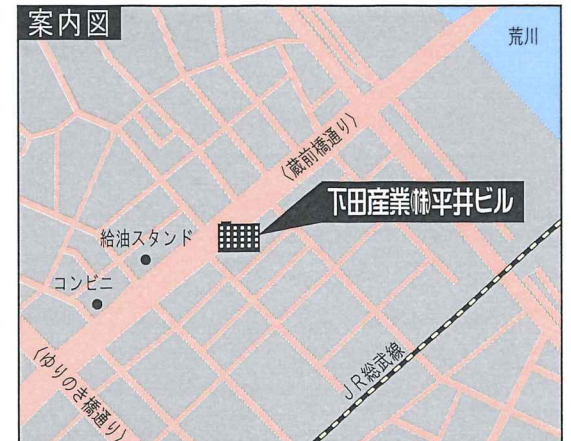 案内図
荒川
〈蔵前橋通り〉
下田産業㈱平井ビル
給油スタンド
コンビニ
〈ゆりのき橋通り〉
JR総武線